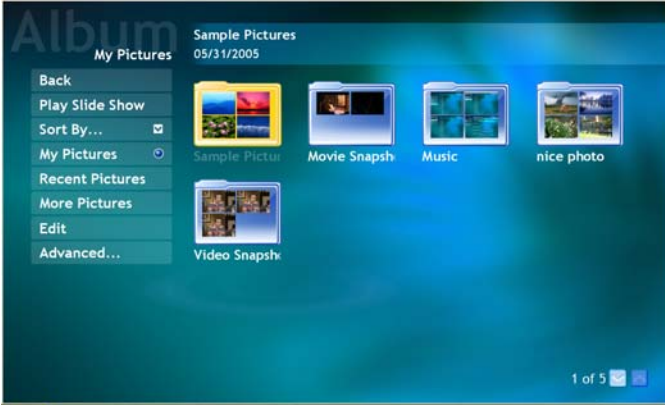 Album
My Pictures
Sample Pictures
05/31/2005
Back
Play Slide Show
Sort By...
My Pictures
Recent Pictures
More Pictures
Edit
Advanced...
Sample Pictu
Movie Snapsh
Music
nice photo
Video Snapsh
1 of 5